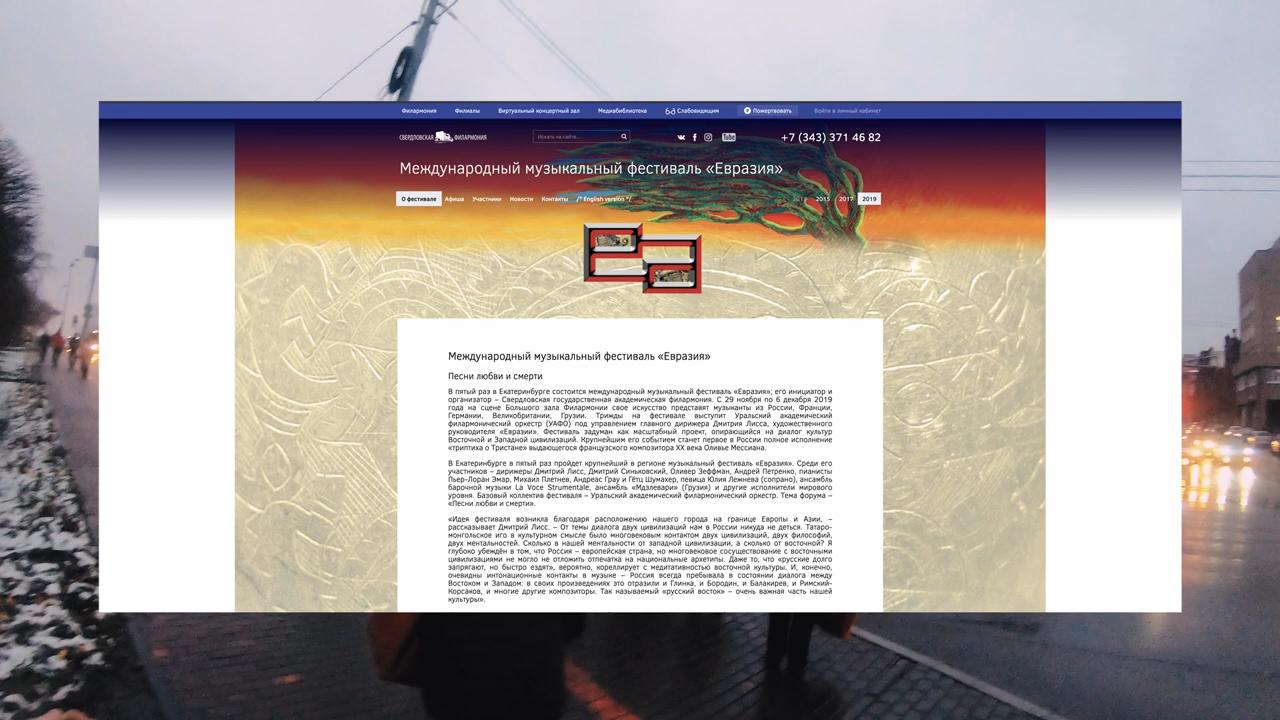 Филармония Филиалы Виртуальный концертный зал Медиабиблиотека Слабовидящим Пожертвовать Войти в личный кабинет
СВЕРДЛОВСКАЯ ФИЛАРМОНИЯ Искать на сайте... You Tube +7 (343) 371 46 82
Международный музыкальный фестиваль «Евразия»
О фестивале Афиша Участники Новости Контакты /* English version */ 2015 2017 2019
Международный музыкальный фестиваль «Евразия»
Песни любви и смерти
В пятый раз в Екатеринбурге состоится международный музыкальный фестиваль «Евразия»; его инициатор и
организатор – Свердловская государственная академическая филармония. С 29 ноября по 6 декабря 2019
года на сцене Большого зала Филармонии свое искусство представят музыканты из России, Франции,
Германии, Великобритании, Грузии. Трижды на фестивале выступит Уральский академический
филармонический оркестр (УАФО) под управлением главного дирижера Дмитрия Лисса, художественного
руководителя «Евразии». Фестиваль задуман как масштабный проект, опирающийся на диалог культур
Восточной и Западной цивилизаций. Крупнейшим его событием станет первое в России полное исполнение
«триптиха о Тристане» выдающегося французского композитора XX века Оливье Мессиана.
В Екатеринбурге в пятый раз пройдет крупнейший в регионе музыкальный фестиваль «Евразия». Среди его
участников – дирижеры Дмитрий Лисс, Дмитрий Синьковский, Оливер Зеффман, Андрей Петренко, пианисты
Пьер-Лоран Эмар, Михаил Плетнев, Андреас Грау и Гётц Шумахер, певица Юлия Лежнева (сопрано), ансамбль
барочной музыки La Voce Strumentale, ансамбль «Мдзлевари» (Грузия) и другие исполнители мирового
уровня. Базовый коллектив фестиваля – Уральский академический филармонический оркестр. Тема форума –
«Песни любви и смерти».
«Идея фестиваля возникла благодаря расположению нашего города на границе Европы и Азии, –
рассказывает Дмитрий Лисс. – От темы диалога двух цивилизаций нам в России никуда не деться. Татаро-
монгольское иго в культурном смысле было многовековым контактом двух цивилизаций, двух философий,
двух ментальностей. Сколько в нашей ментальности от западной цивилизации, а сколько от восточной? Я
глубоко убеждён в том, что Россия – европейская страна, но многовековое сосуществование с восточными
цивилизациями не могло не отложить отпечатка на национальные архетипы. Даже то, что «русские долго
запрягают, но быстро ездят», вероятно, кореллирует с медитативностью восточной культуры. И, конечно,
очевидны интонационные контакты в музыке – Россия всегда пребывала в состоянии диалога между
Востоком и Западом: в своих произведениях это отразили и Глинка, и Бородин, и Балакирев, и Римский-
Корсаков, и многие другие композиторы. Так называемый «русский восток» – очень важная часть нашей
культуры».